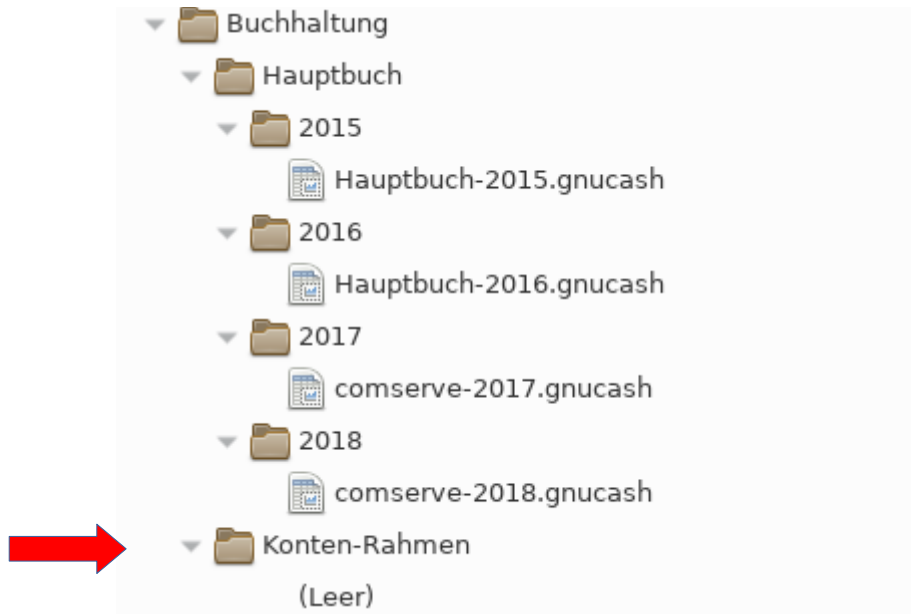 Buchhaltung
Hauptbuch
2015
Hauptbuch-2015.gnucash
2016
Hauptbuch-2016.gnucash
2017
comserve-2017.gnucash
2018
comserve-2018.gnucash
Konten-Rahmen
(Leer)